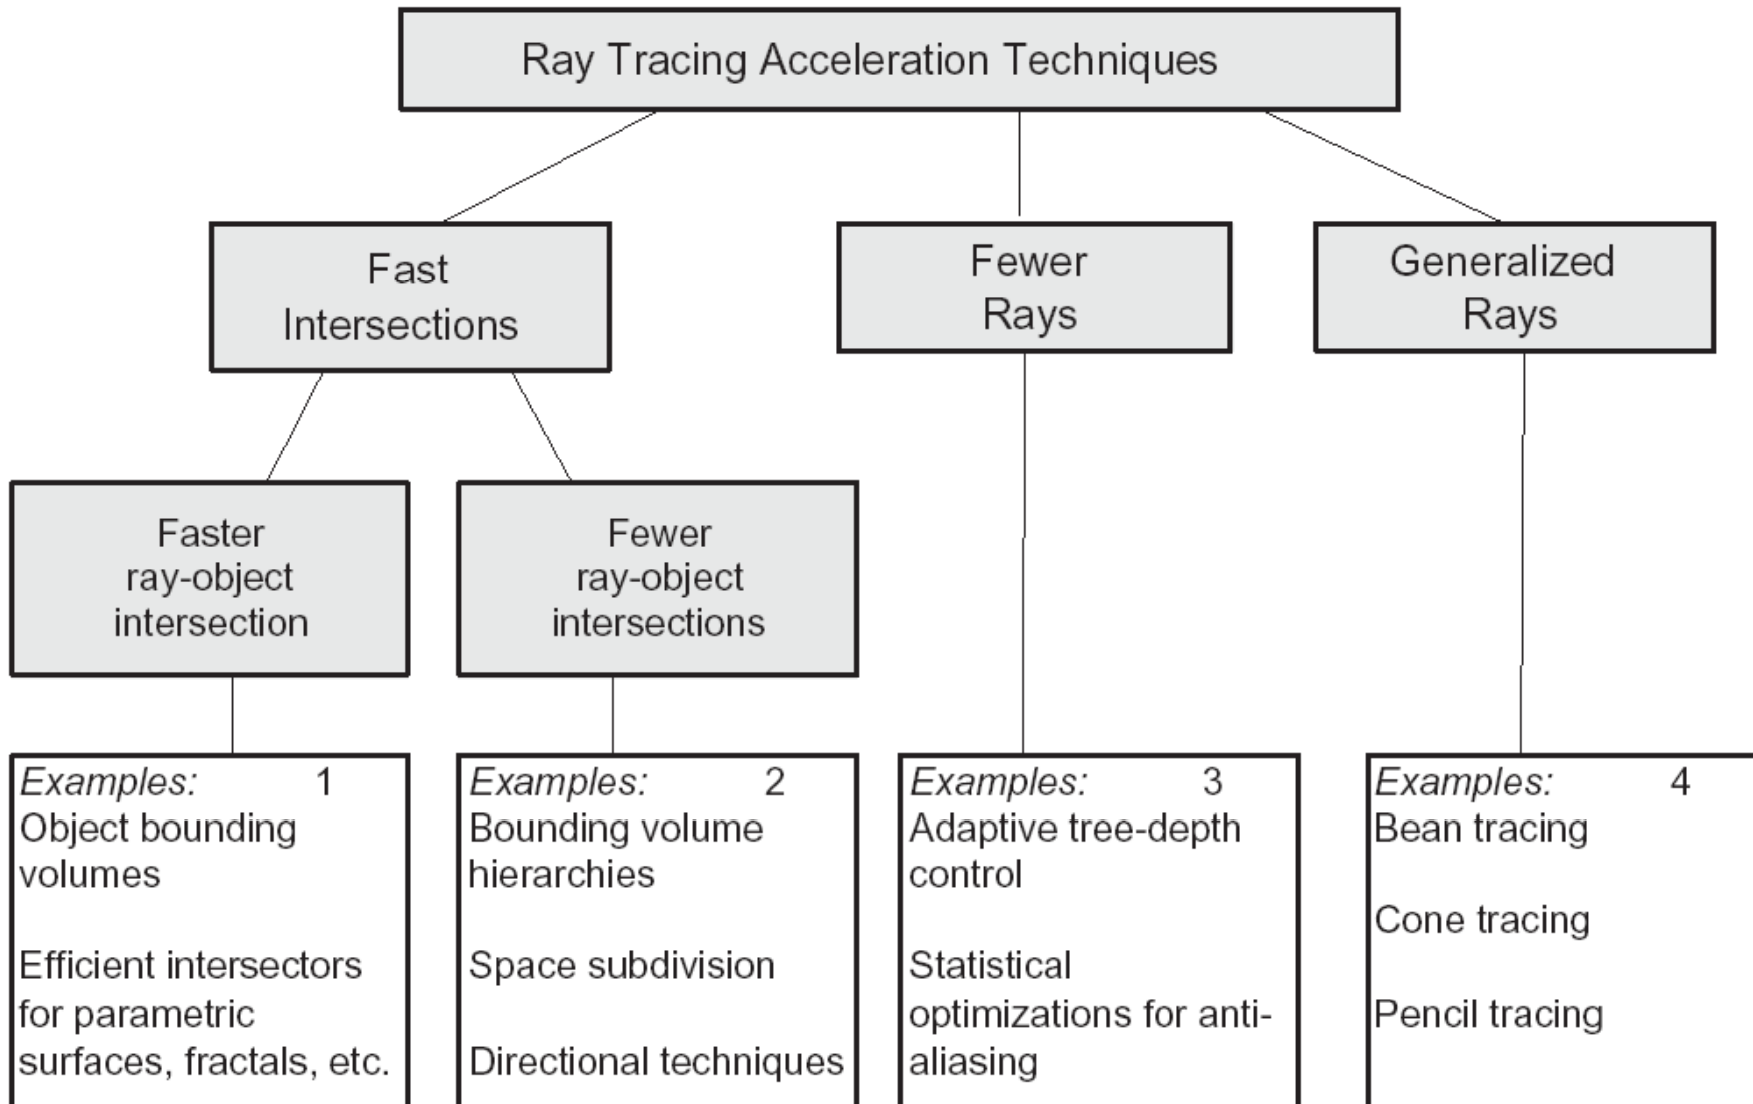 Ray Tracing Acceleration Techniques
Fast
Intersections
Fewer
Rays
Generalized
Rays
Faster
ray-object
intersection
Fewer
ray-object
intersections
Examples: 1
Object bounding
volumes
Efficient intersectors
for parametric
surfaces, fractals, etc.
Examples: 2
Bounding volume
hierarchies
Space subdivision
Directional techniques
Examples: 3
Adaptive tree-depth
control
Statistical
optimizations for anti-
aliasing
Examples: 4
Bean tracing
Cone tracing
Pencil tracing